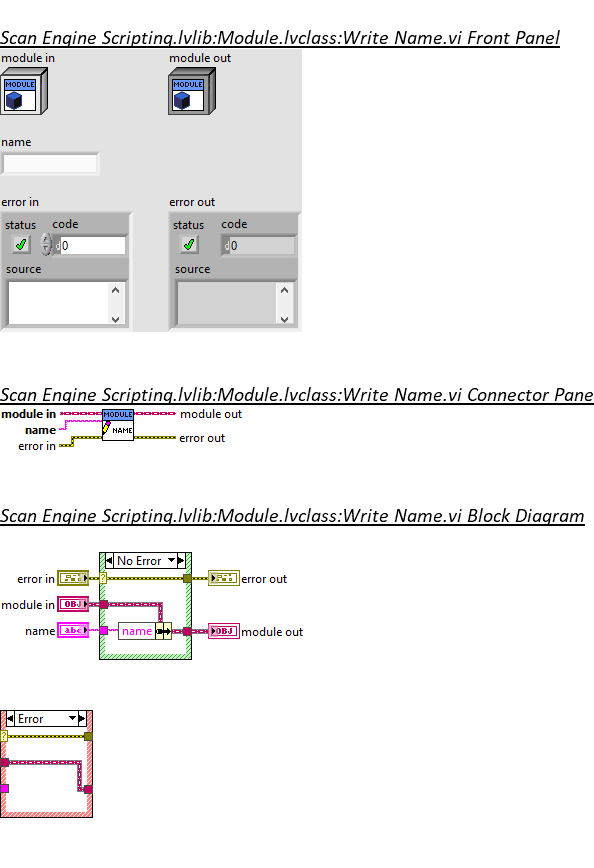 Scan Engine Scripting.lvlib:Module.lvclass:Write Name.vi Front Panel
module in module out
MODULE MODULE
name
error in error out
status code status code
d0 d0
source source
Scan Engine Scripting.lvlib:Module.lvclass:Write Name.vi Connector Pane
module in MODULE module out
name NAME
error in error out
Scan Engine Scripting.lvlib:Module.lvclass:Write Name.vi Block Diagram
No Error
error in ? error out
module in OBJ
name abc name OBJ module out
Error
?